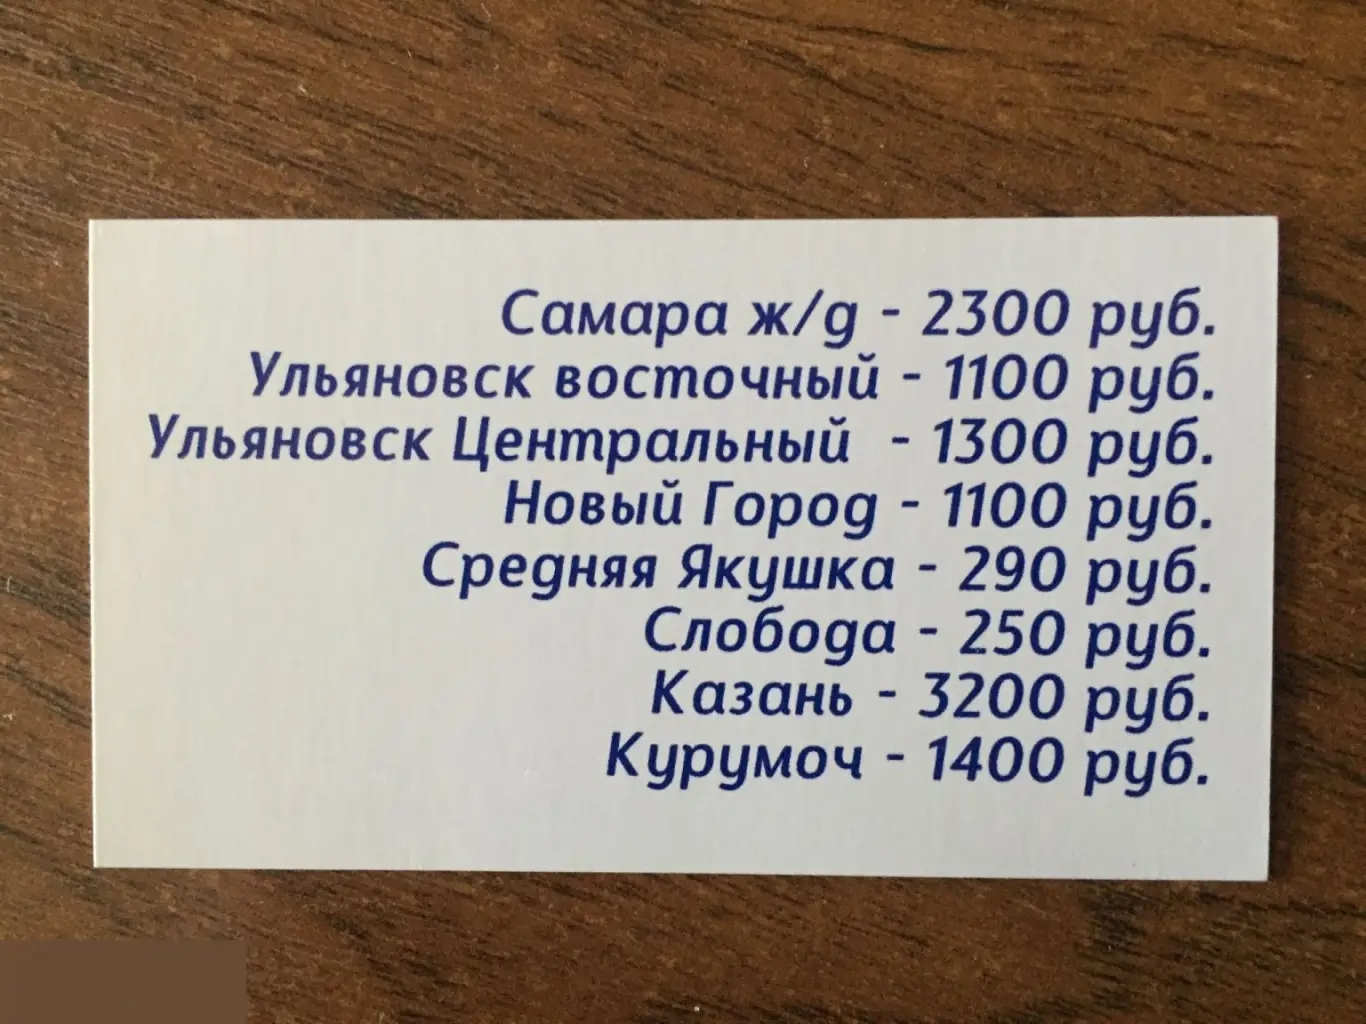 Самара ж/д - 2300 руб.
Ульяновск восточный - 1100 руб.
Ульяновск Центральный - 1300 руб.
Новый Город - 1100 руб.
Средняя Якушка - 290 руб.
Слобода - 250 руб.
Казань - 3200 руб.
Курумоч - 1400 руб.